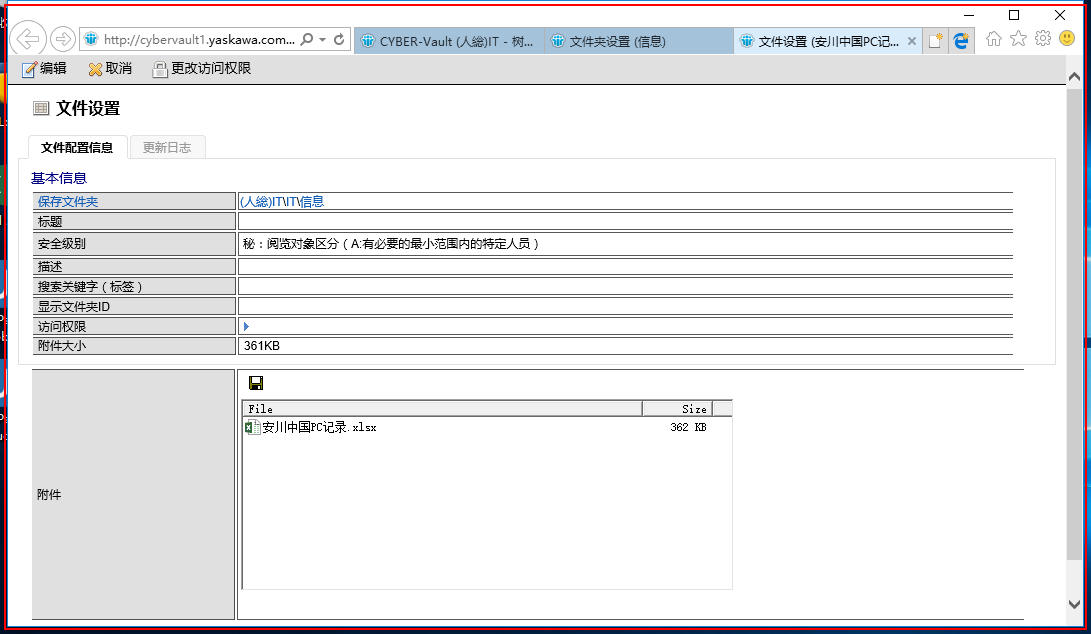 http://cybervault1.yaskawa.com...
CYBER-Vault (人総)IT - 树...
文件夹设置 (信息)
文件设置 (安川中国PC记...
编辑 取消 更改访问权限
文件设置
文件配置信息 更新日志
基本信息
保存文件夹 (人総)IT\IT\信息
标题
安全级别 秘：阅览对象区分（A:有必要的最小范围内的特定人员）
描述
搜索关键字（标签）
显示文件夹ID
访问权限
附件大小 361KB
File Size
安川中国PC记录.xlsx 362 KB
附件